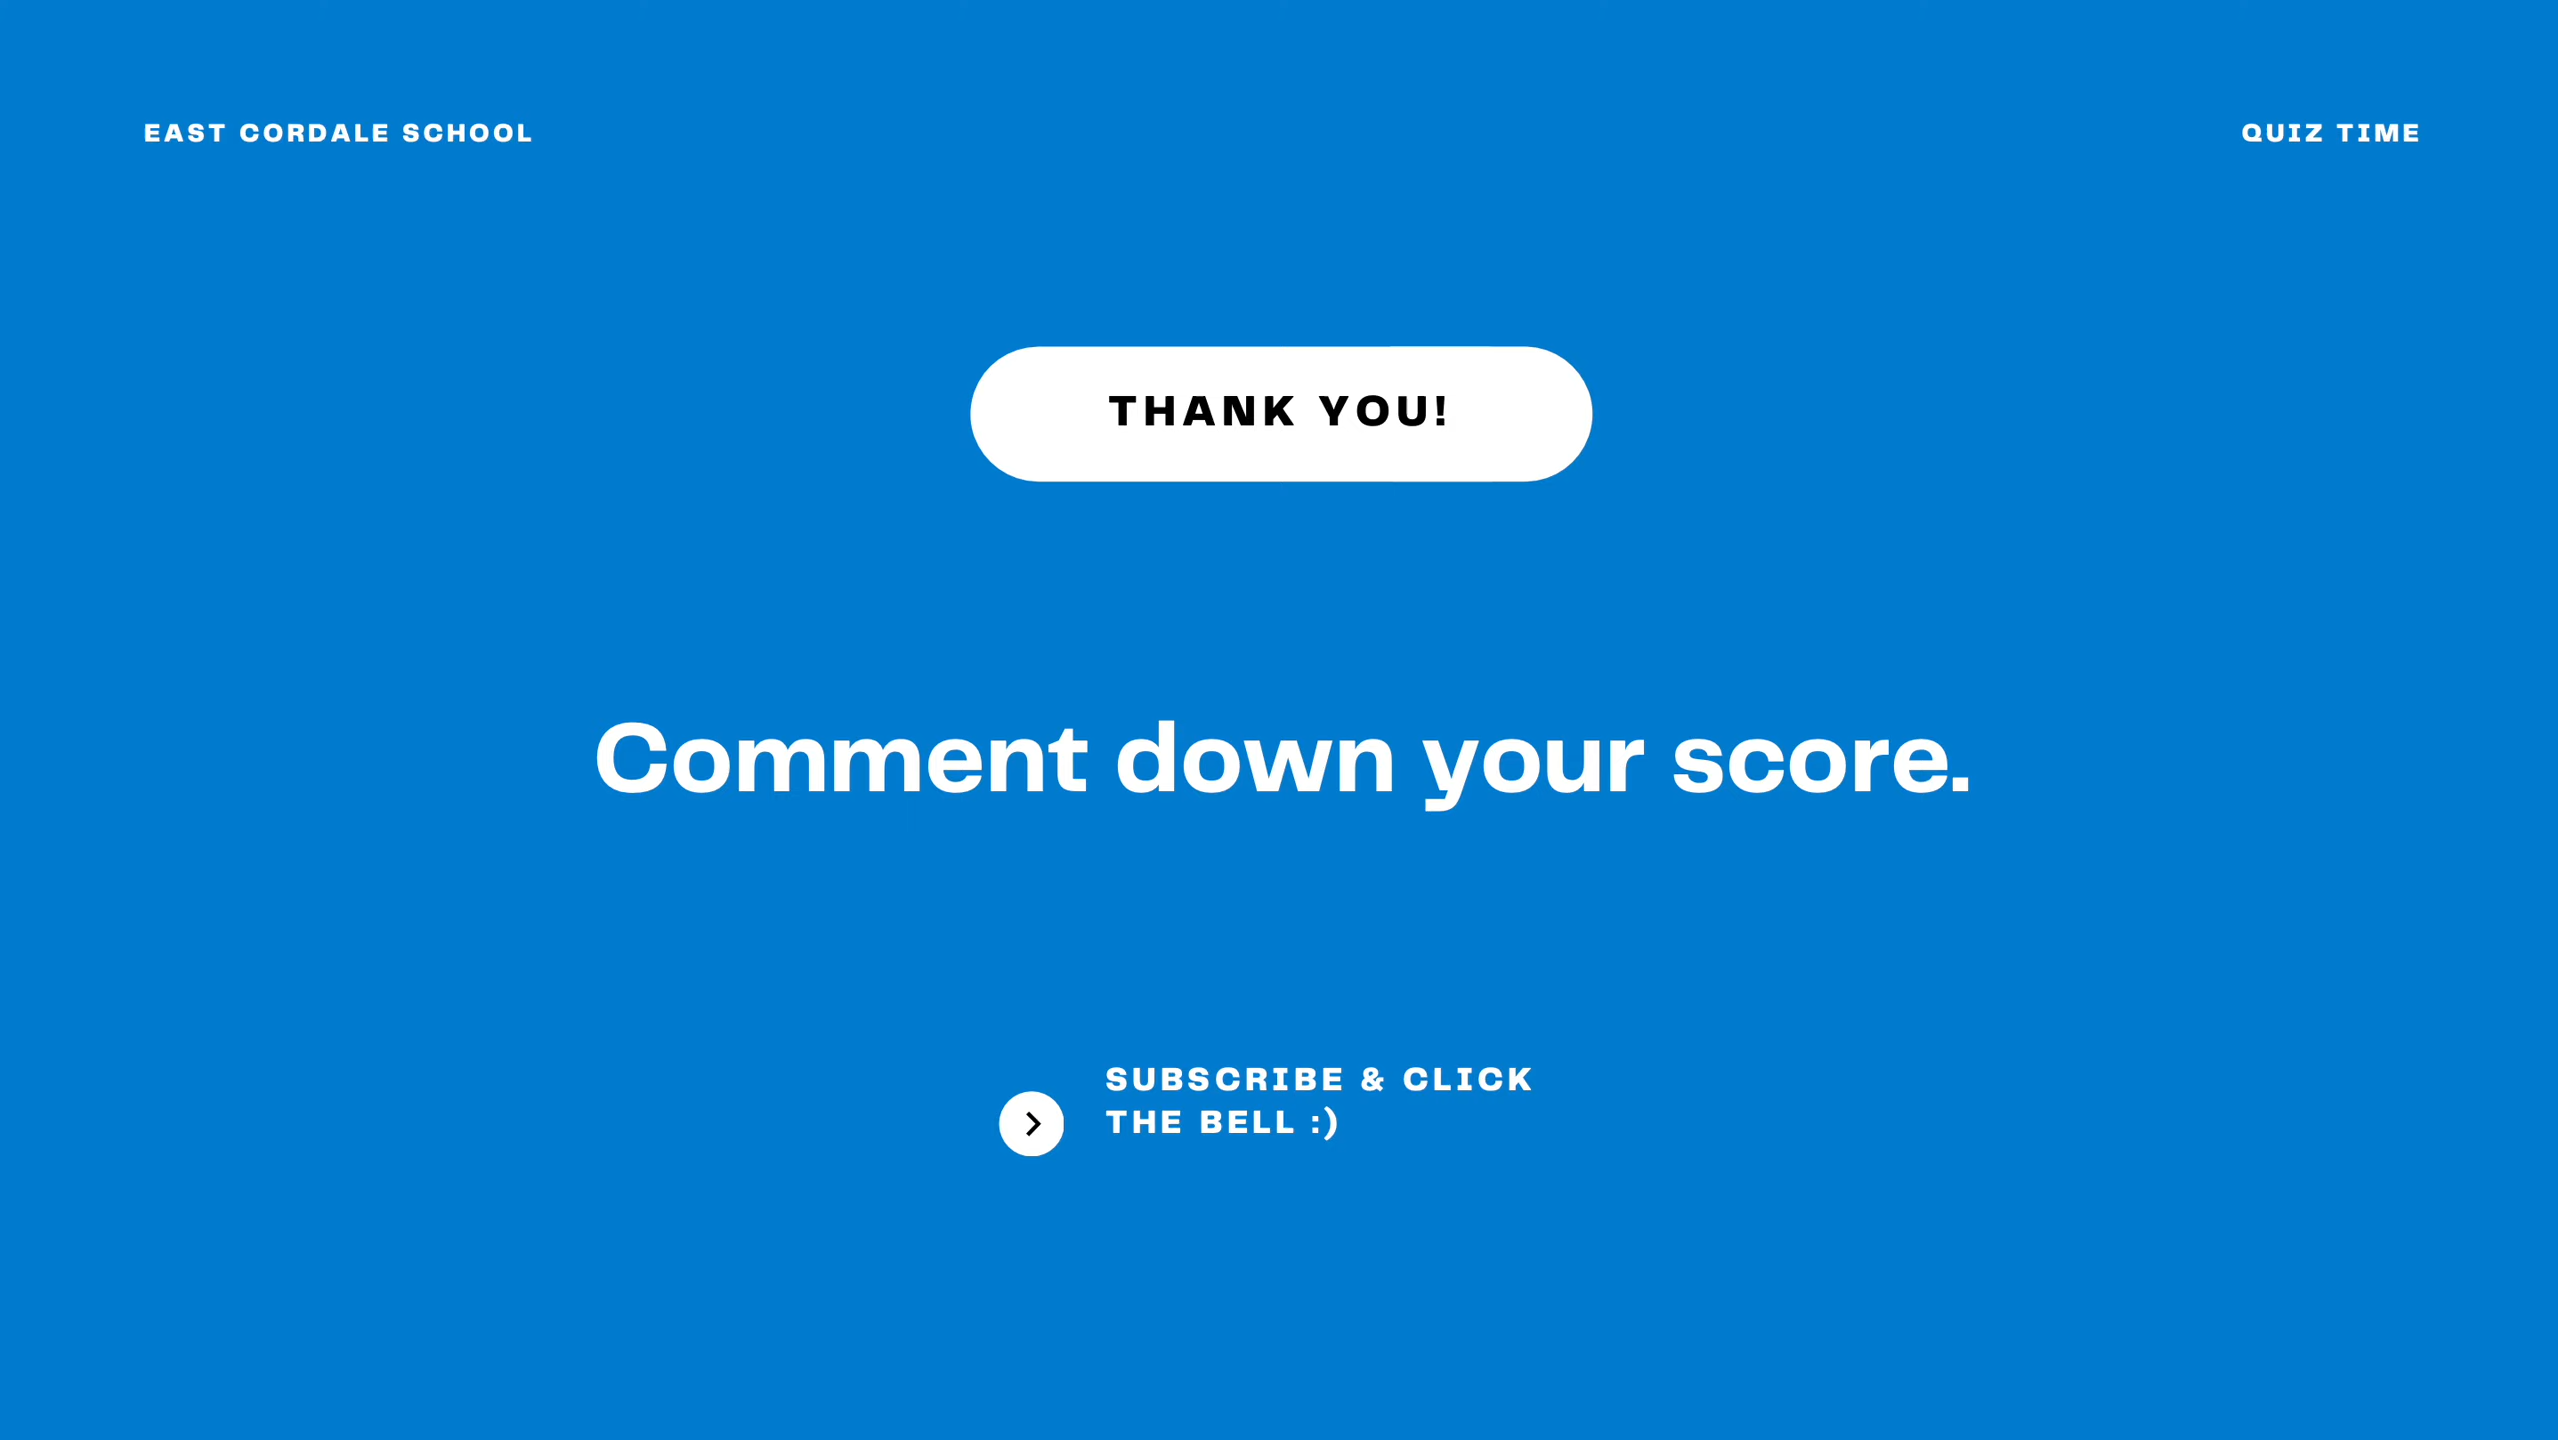 EAST CORDALE SCHOOL
QUIZ TIME
THANK YOU!
Comment down your score.
SUBSCRIBE & CLICK
THE BELL :)